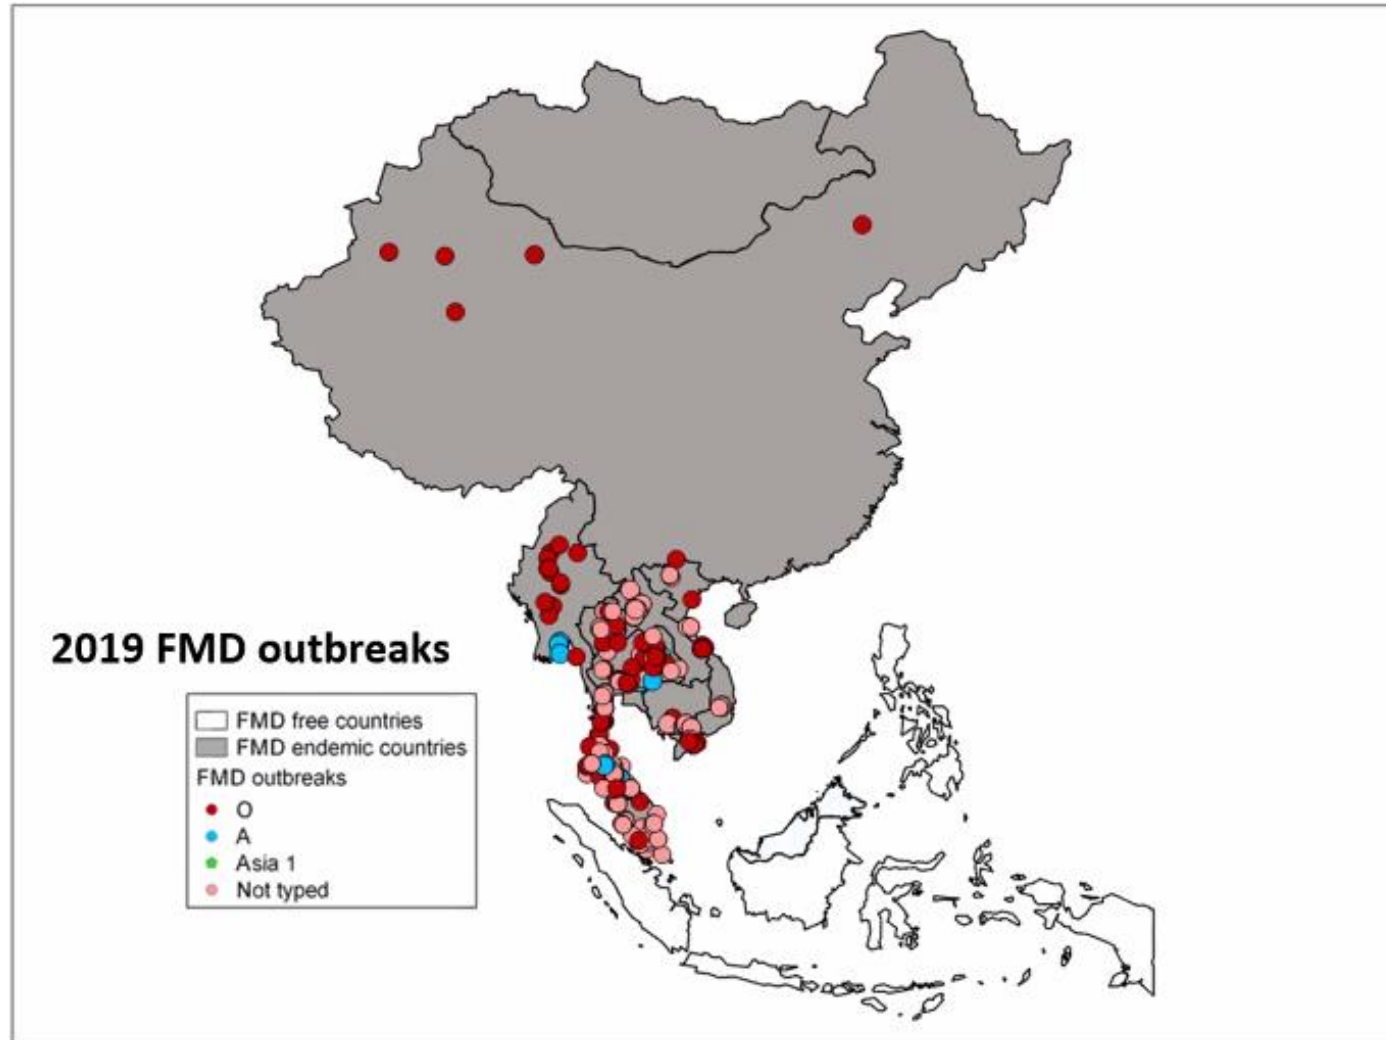 2019 FMD outbreaks
FMD free countries
FMD endemic countries
FMD outbreaks
O
A
Asia 1
Not typed